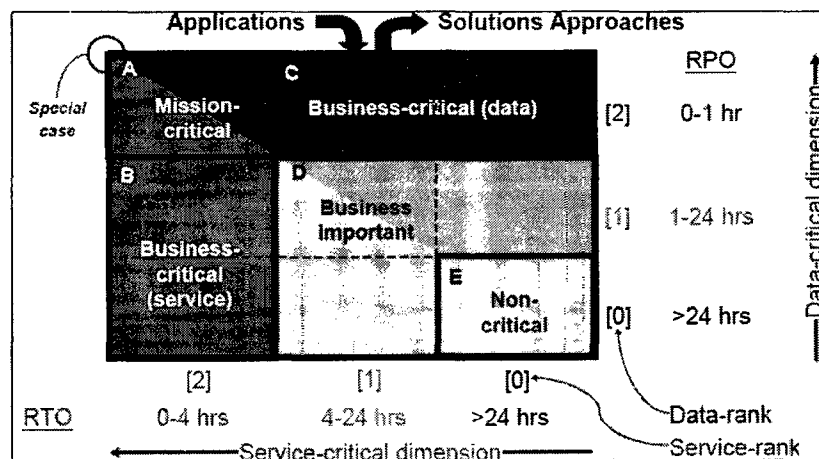 Applications
Solutions Approaches
RPO
Special
case
A
Mission-
critical
C
Business-critical (data)
[2]
0-1 hr
B
Business-
critical
(service)
D
Business
important
[1]
1-24 hrs
E
Non-
critical
[0]
>24 hrs
Data-critical dimension
[2]
[1]
[0]
RTO
0-4 hrs
4-24 hrs
>24 hrs
Data-rank
Service-critical dimension
Service-rank